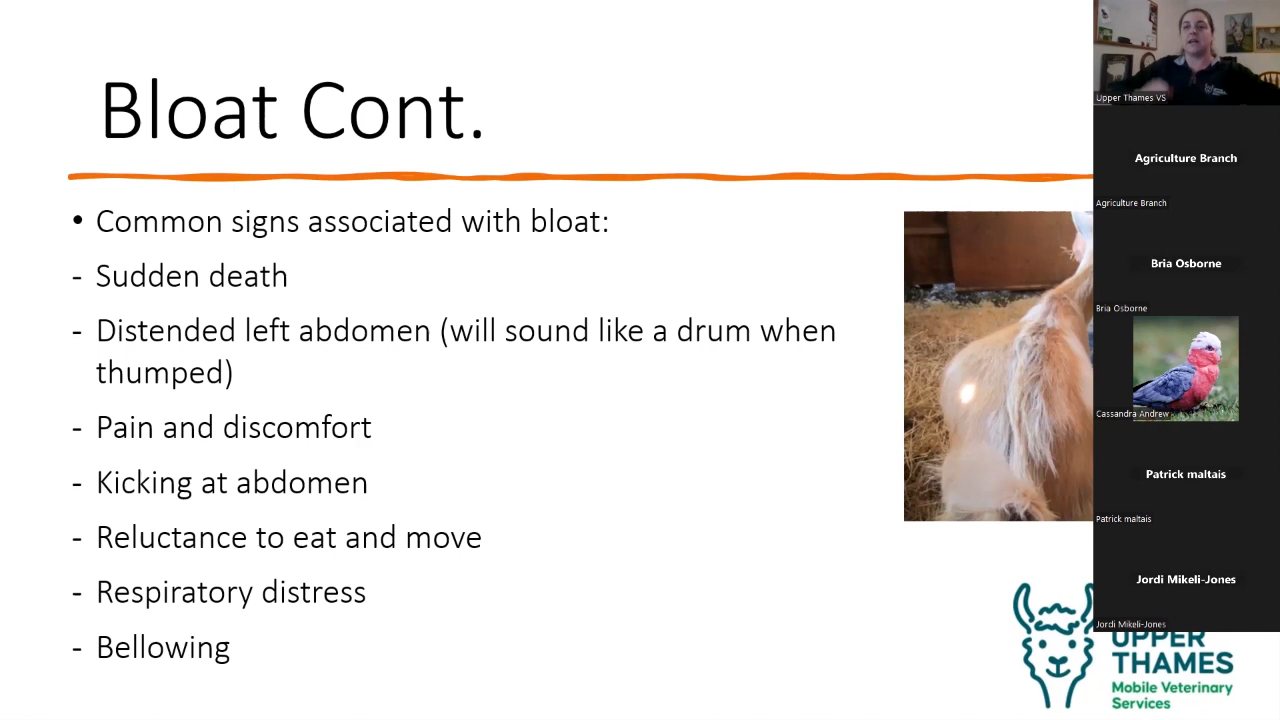 Bloat Cont.
• Common signs associated with bloat:
- Sudden death
- Distended left abdomen (will sound like a drum when
thumped)
- Pain and discomfort
- Kicking at abdomen
- Reluctance to eat and move
- Respiratory distress
- Bellowing
Upper Thames VS
Agriculture Branch
Agriculture Branch
Bria Osborne
Bria Osborne
Cassandra Andrew
Patrick maltais
Patrick maltais
Jordi Mikeli-Jones
Jordi Mikeli-Jones
UPPER
THAMES
Mobile Veterinary
Services